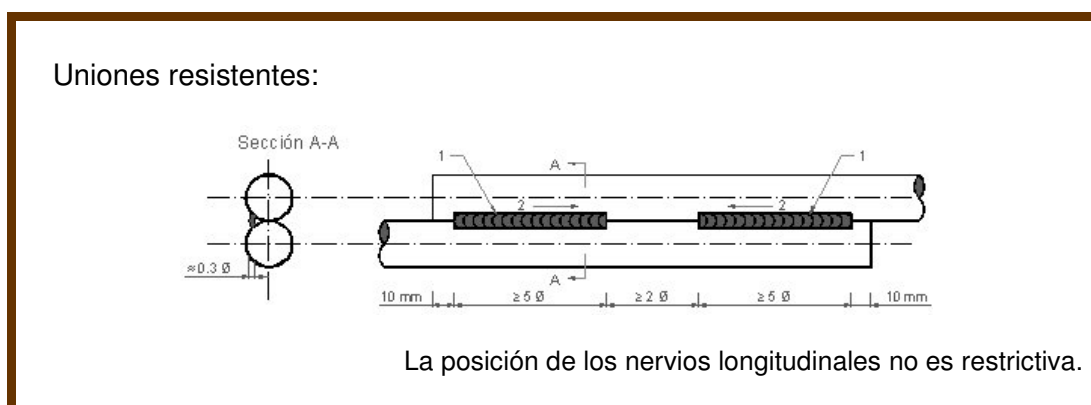 Uniones resistentes:
Sección A-A
1
A
1
2
2
≈0.3 Ø
A
10 mm
≥5 Ø
≥2 Ø
≥5 Ø
10 mm
La posición de los nervios longitudinales no es restrictiva.